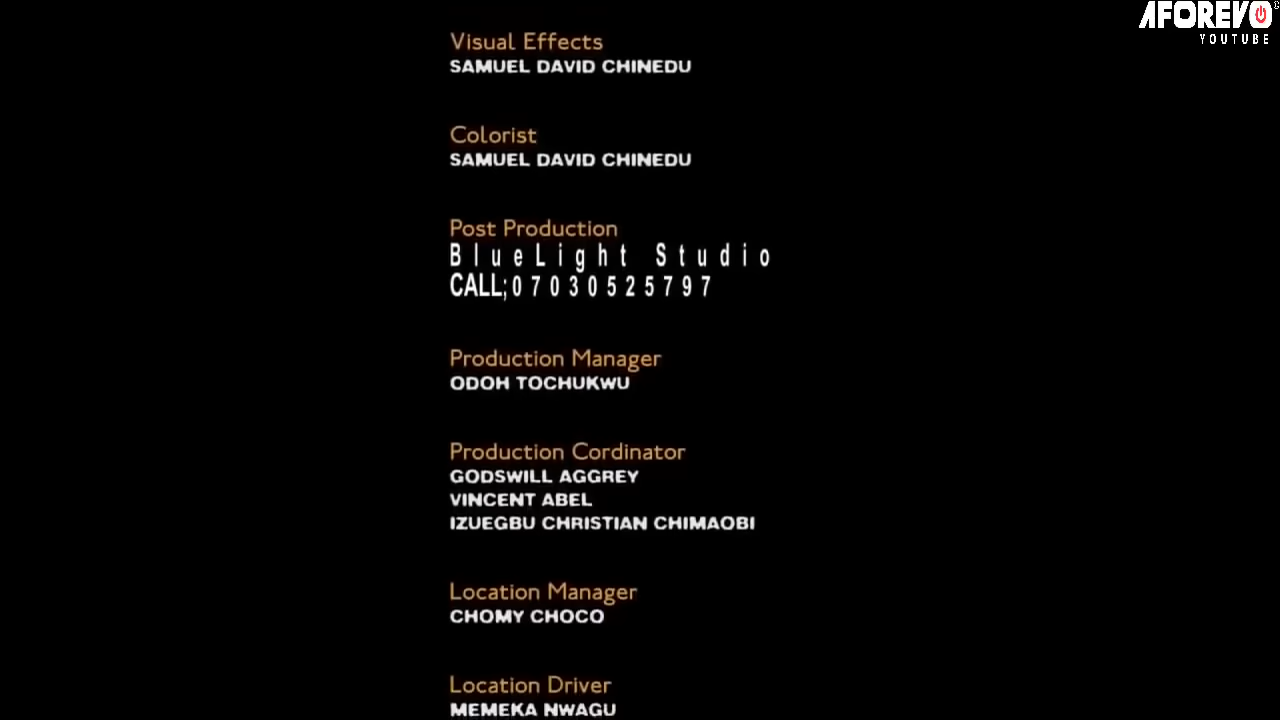 AFOREVO
YOUTUBE
Visual Effects
SAMUEL DAVID CHINEDU
Colorist
SAMUEL DAVID CHINEDU
Post Production
BlueLight Studio
CALL;07030525797
Production Manager
ODOH TOCHUKWU
Production Cordinator
GODSWILL AGGREY
VINCENT ABEL
IZUEGBU CHRISTIAN CHIMAOBI
Location Manager
CHOMY CHOCO
Location Driver
MEMEKA NWAGU